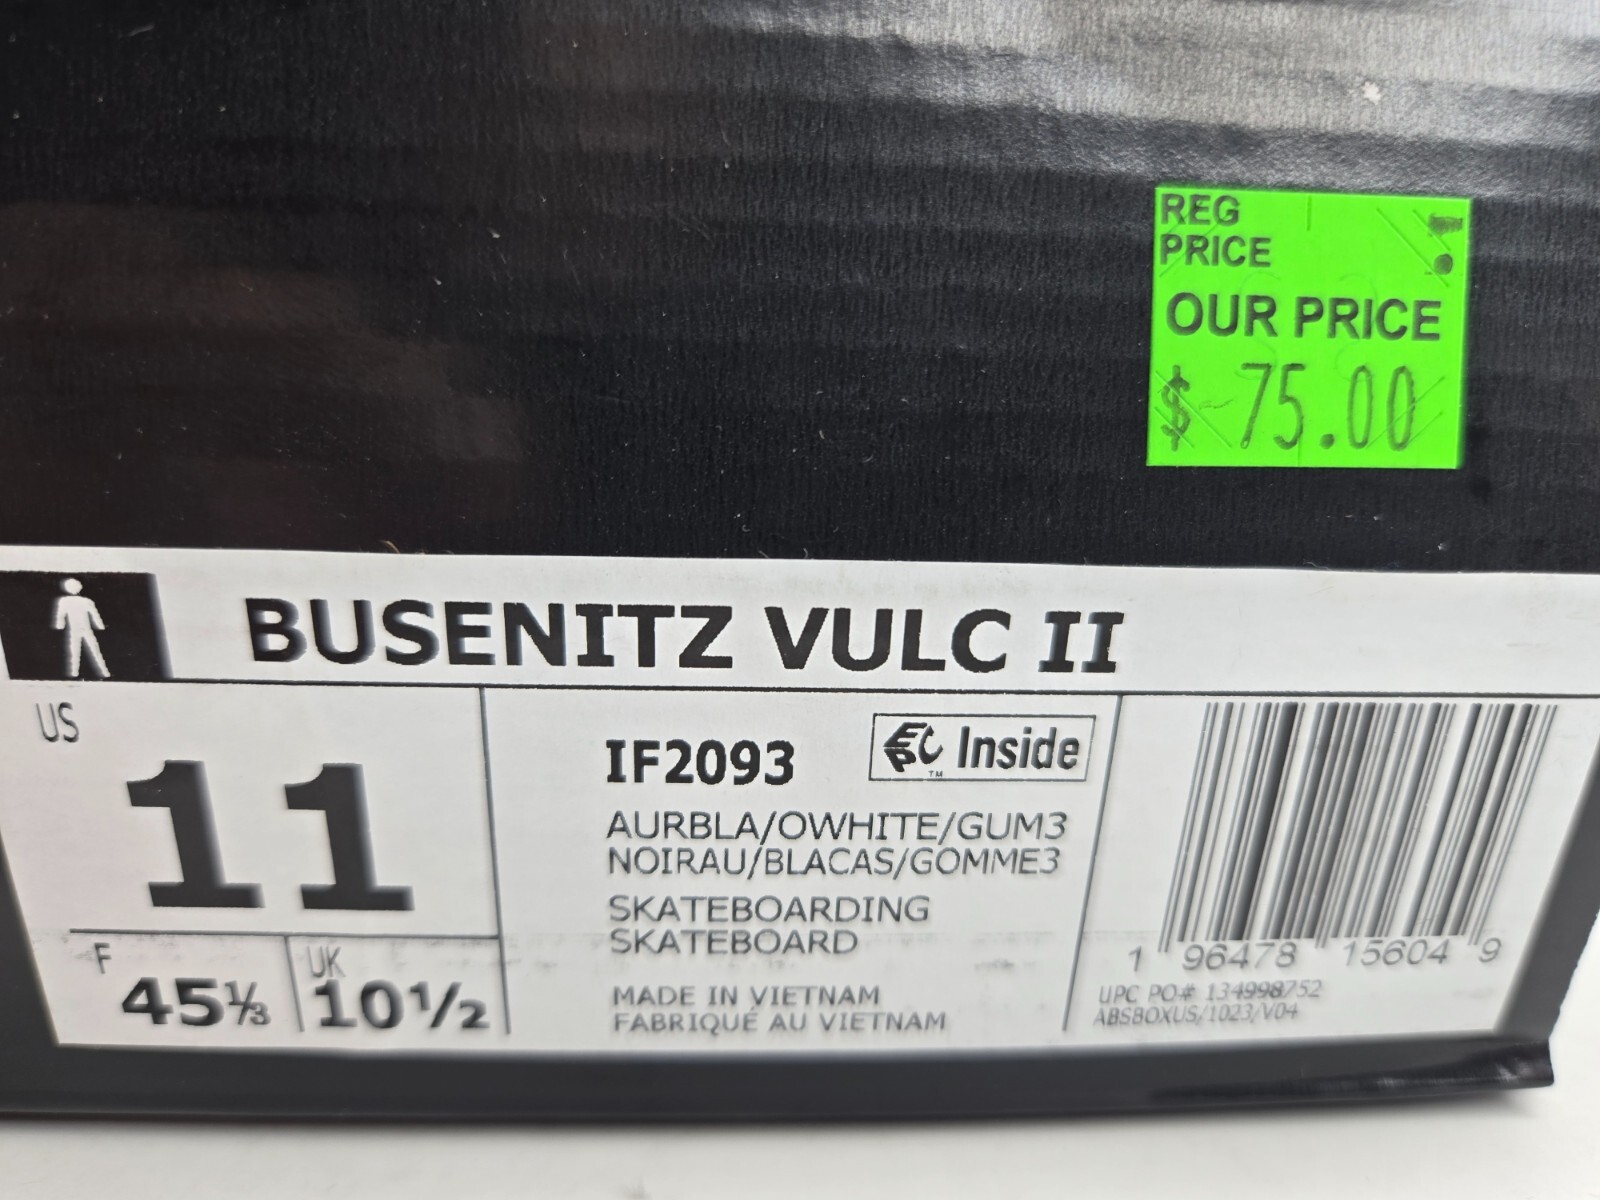 REG
PRICE
OUR PRICE
$ 75.00
BUSENITZ VULC II
US
11
F
45⅓
UK
10½
IF2093
EPC Inside
TM
AURBLA/OWHITE/GUM3
NOIRAU/BLACAS/GOMME3
SKATEBOARDING
SKATEBOARD
MADE IN VIETNAM
FABRIQUÉ AU VIETNAM
1 96478 15604 9
UPC PO# 134998752
ABSBOXUS/1023/V04